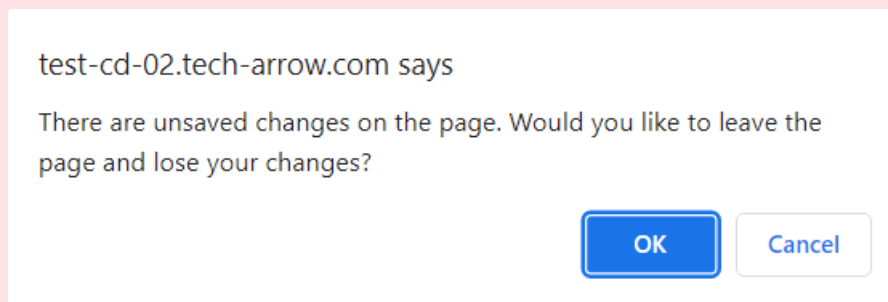 test-cd-02.tech-arrow.com says
There are unsaved changes on the page. Would you like to leave the
page and lose your changes?
OK
Cancel